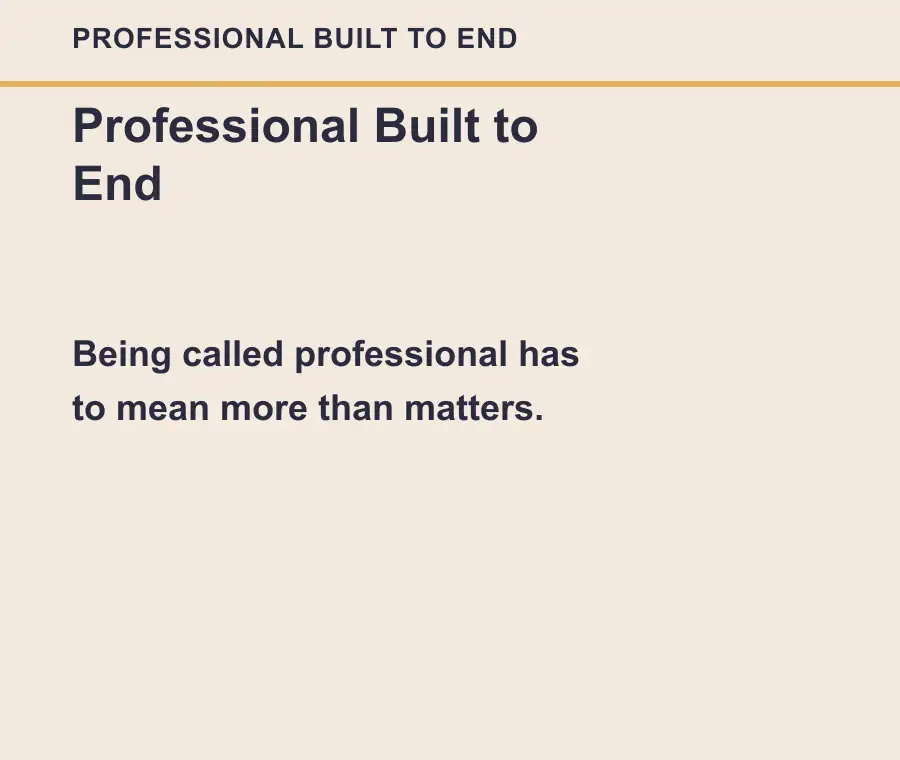 PROFESSIONAL BUILT TO END
Professional Built to
End
Being called professional has
to mean more than matters.